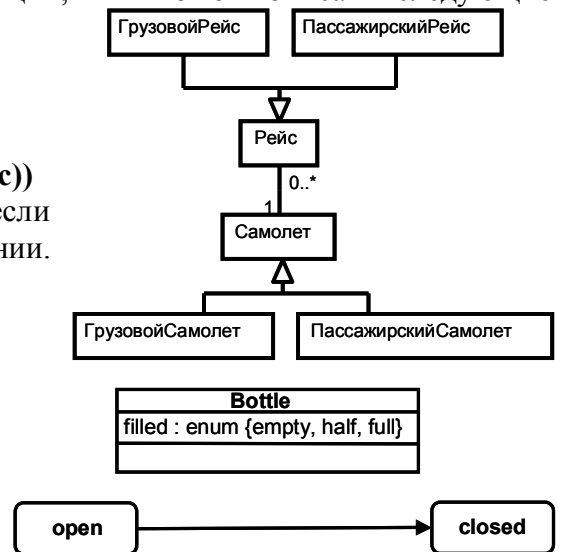 ГрузовойРейс ПассажирскийРейс
Рейс
с))
0..*
если
1
Самолет
нии.
ГрузовойСамолет ПассажирскийСамолет
Bottle
filled : enum {empty, half, full}
open closed